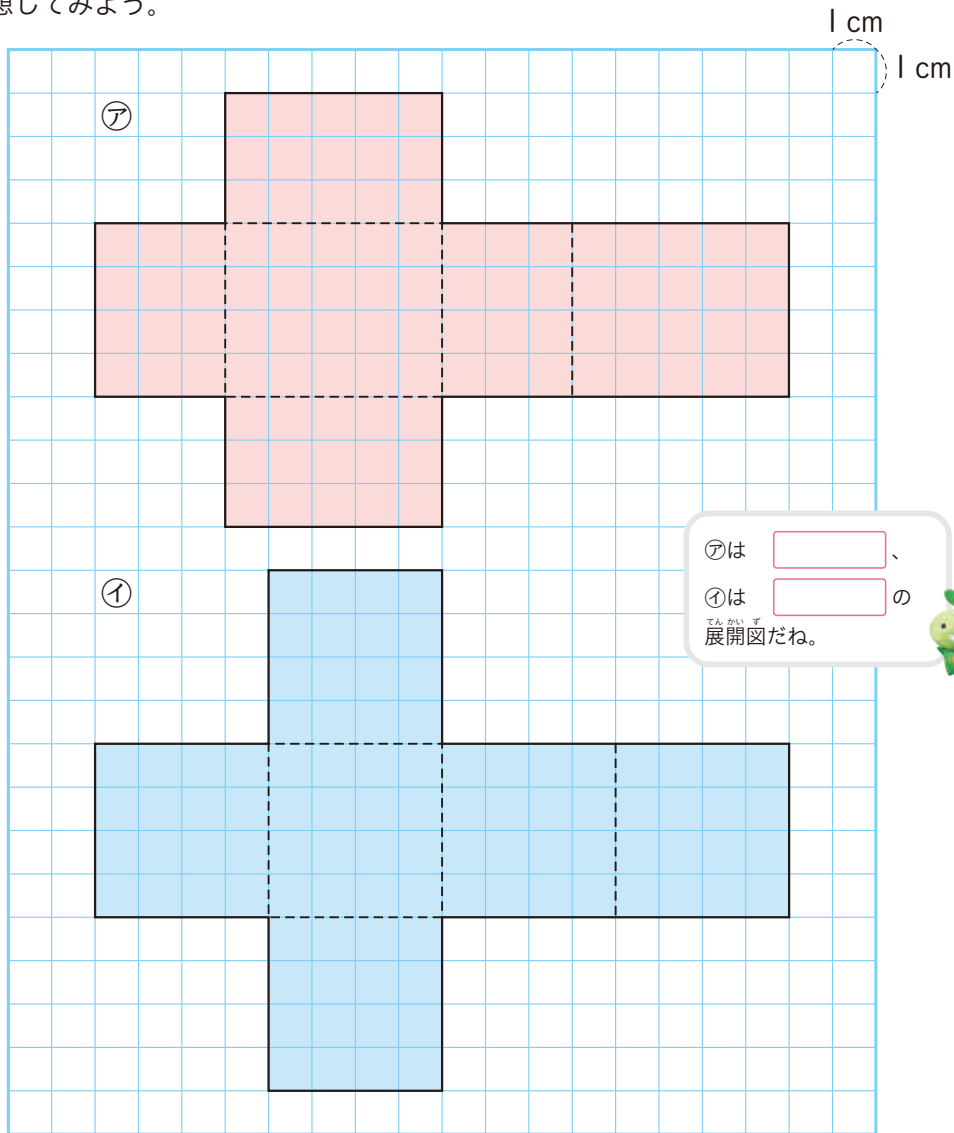 想してみよう。
1 cm
1 cm
㋐
㋐は 、
㋑は の
てん かい ず
展開図だね。
㋑